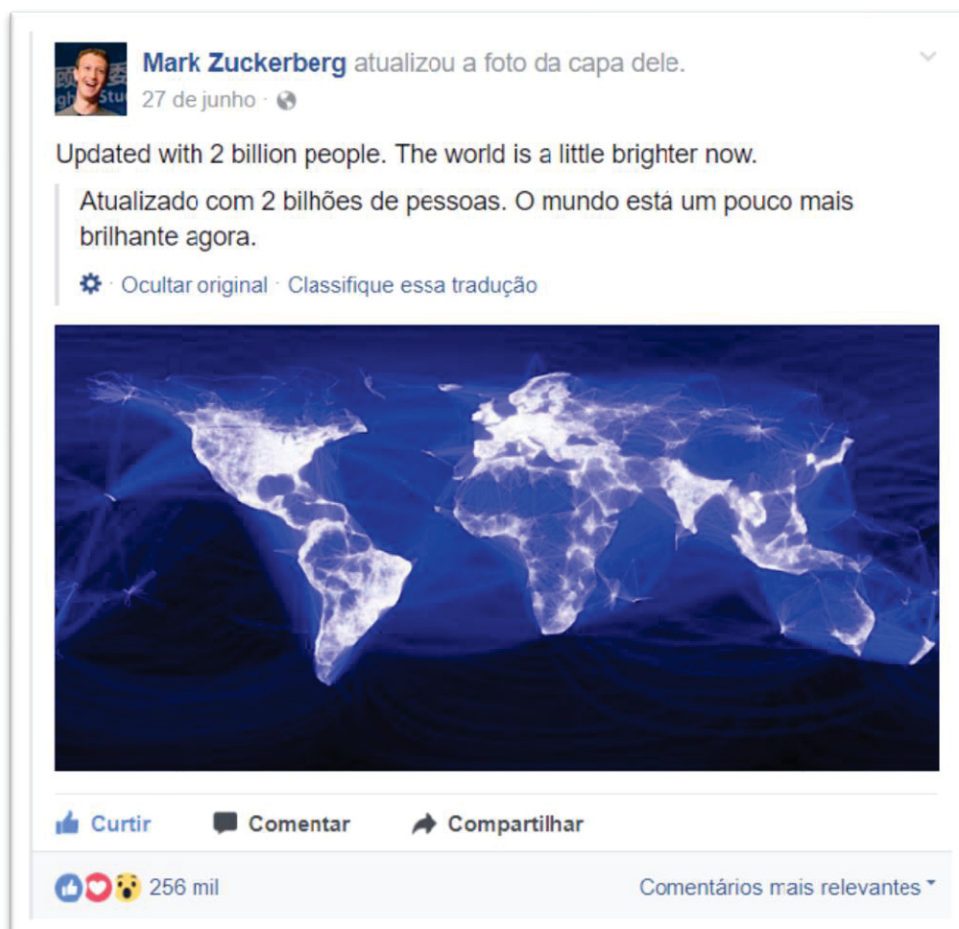 Mark Zuckerberg atualizou a foto da capa dele.
27 de junho ·
Updated with 2 billion people. The world is a little brighter now.
Atualizado com 2 bilhões de pessoas. O mundo está um pouco mais
brilhante agora.
· Ocultar original · Classifique essa tradução
Curtir Comentar Compartilhar
256 mil Comentários mais relevantes